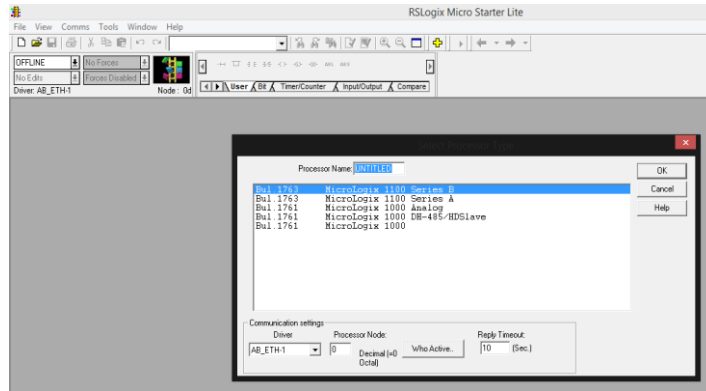 RSLogix Micro Starter Lite
File View Comms Tools Window Help
OFFLINE No Forces
No Edits Forces Disabled
Driver: AB_ETH-1 Node: 0d
User Bit Timer/Counter Input/Output Compare
Select Processor Type
Processor Name: UNTITLED
OK
Cancel
Help
Bul.1763 MicroLogix 1100 Series B
Bul.1763 MicroLogix 1100 Series A
Bul.1761 MicroLogix 1000 Analog
Bul.1761 MicroLogix 1000 DH-485/HDSlave
Bul.1761 MicroLogix 1000
Communication settings
Driver Processor Node: Reply Timeout:
AB_ETH-1 0 Decimal (=0 Who Active.. 10 (Sec.)
Octal)